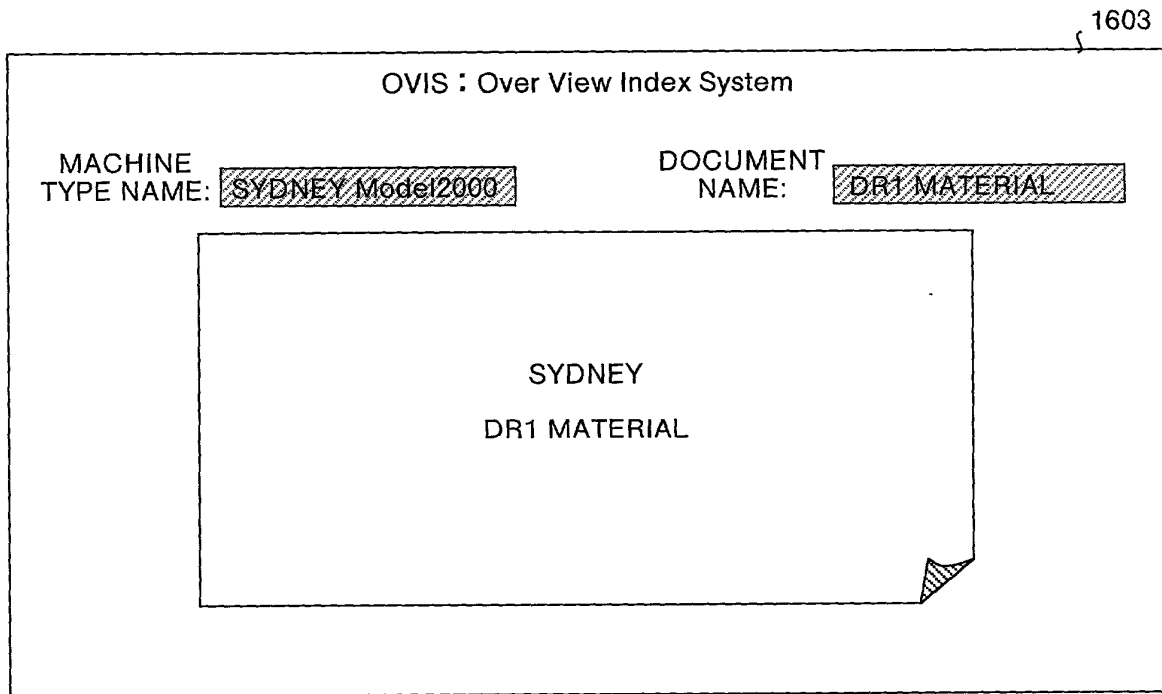 1603
OVIS : Over View Index System
MACHINE
TYPE NAME: SYDNEY Model2000
DOCUMENT
NAME: DR1 MATERIAL
SYDNEY
DR1 MATERIAL